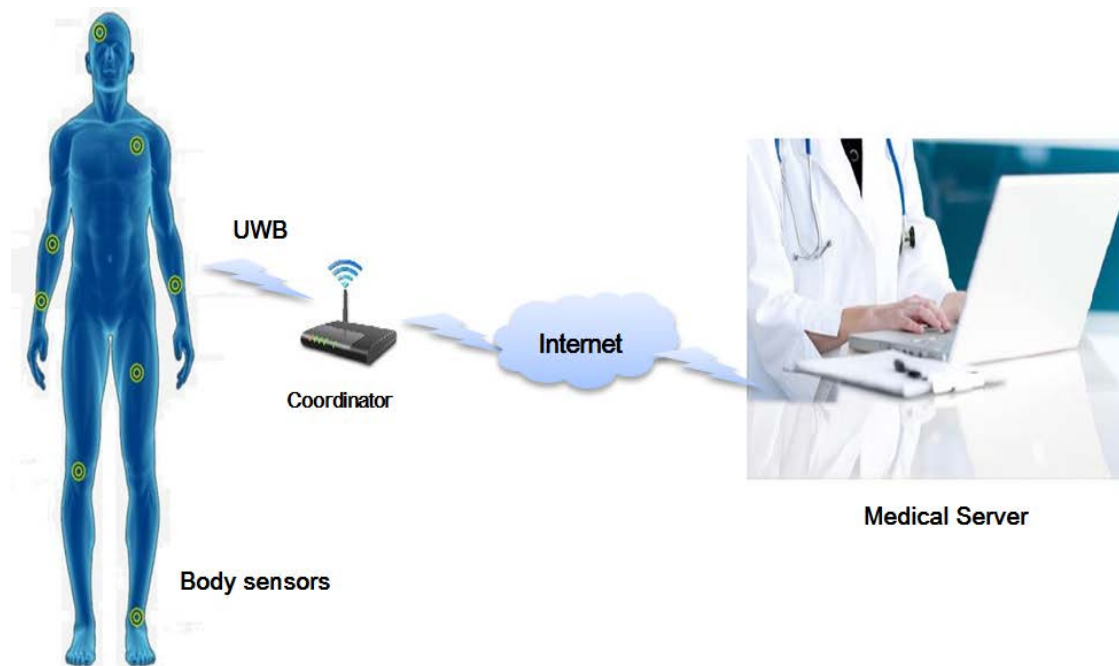 UWB
Internet
Coordinator
Medical Server
Body sensors